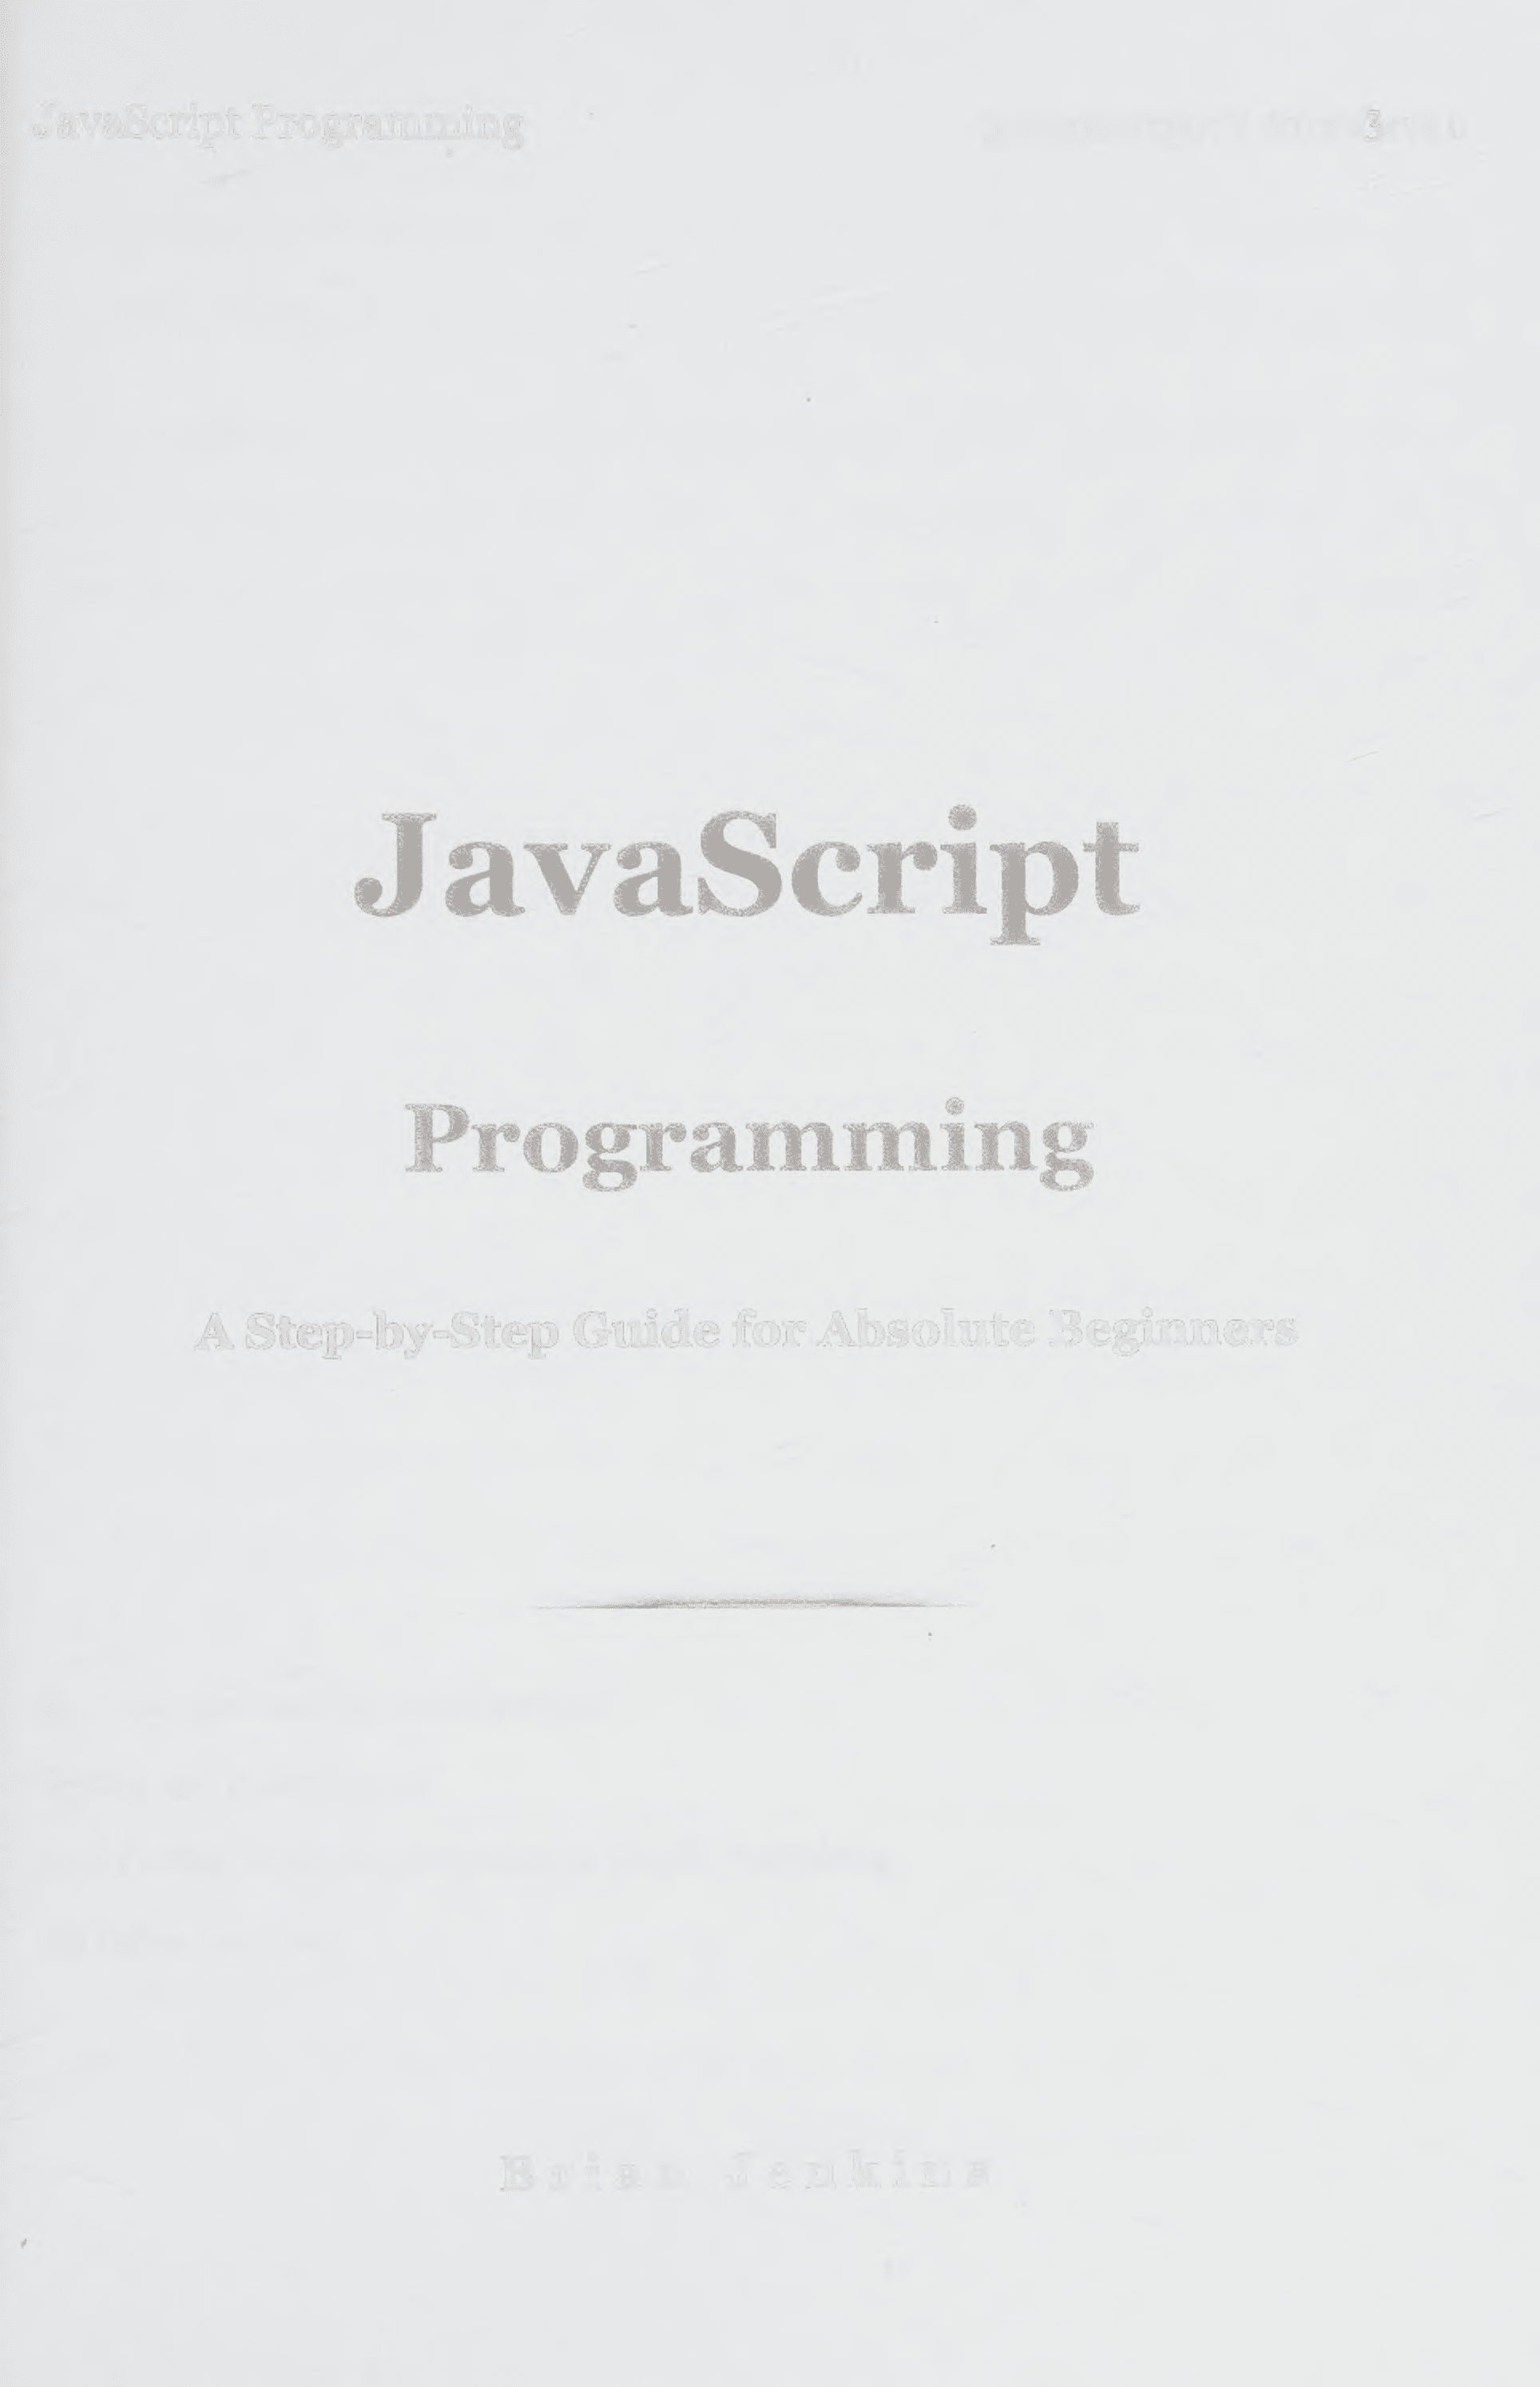 JavaScript Programming 3
JavaScript
Programming
A Step-by-Step Guide for Absolute Beginners
Brian Jenkins